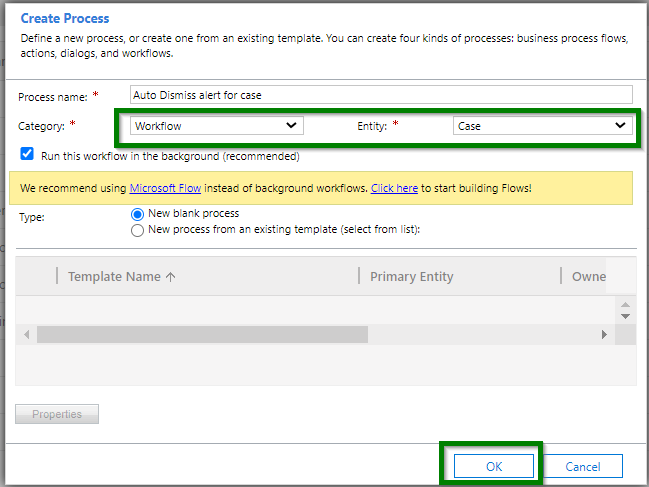 Create Process
Define a new process, or create one from an existing template. You can create four kinds of processes: business process flows,
actions, dialogs, and workflows.
Process name: * Auto Dismiss alert for case
Category: * Workflow Entity: * Case
Run this workflow in the background (recommended)
We recommend using Microsoft Flow instead of background workflows. Click here to start building Flows!
Type: New blank process
New process from an existing template (select from list):
Template Name ↑ Primary Entity Owne
Properties
OK Cancel